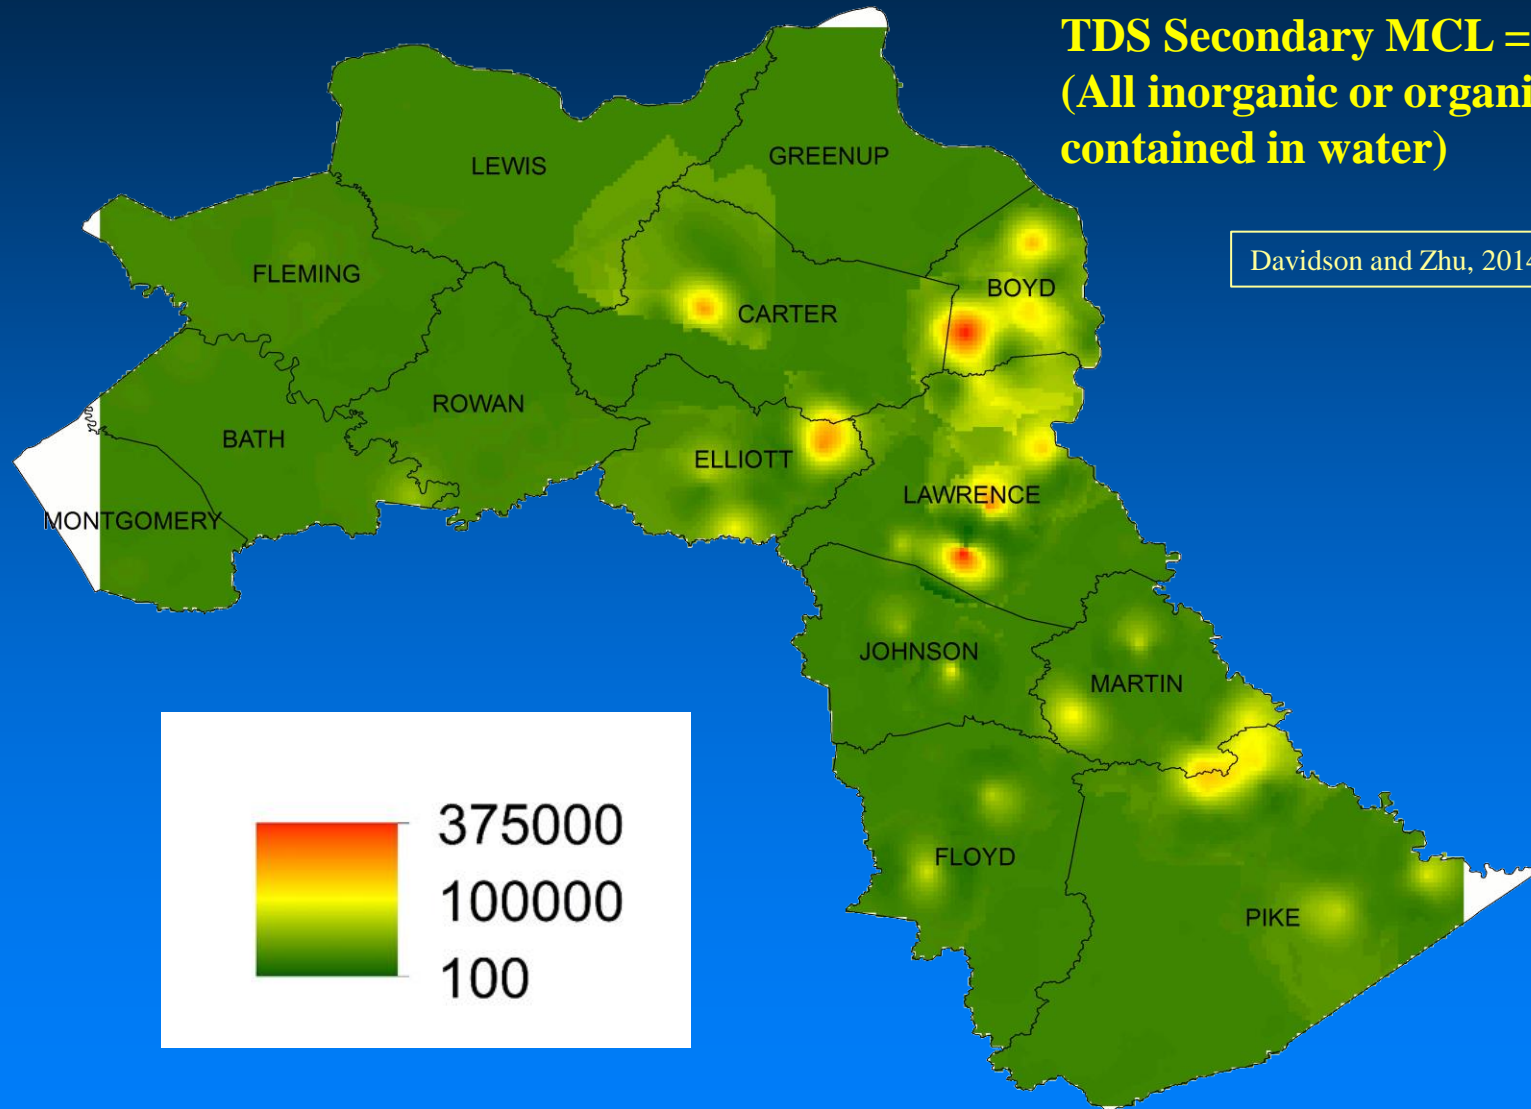 TDS Secondary MCL =
(All inorganic or organi
contained in water)
Davidson and Zhu, 2014
LEWIS
GREENUP
FLEMING
BOYD
CARTER
ROWAN
BATH
ELLIOTT
LAWRENCE
MONTGOMERY
JOHNSON
MARTIN
FLOYD
PIKE
375000
100000
100